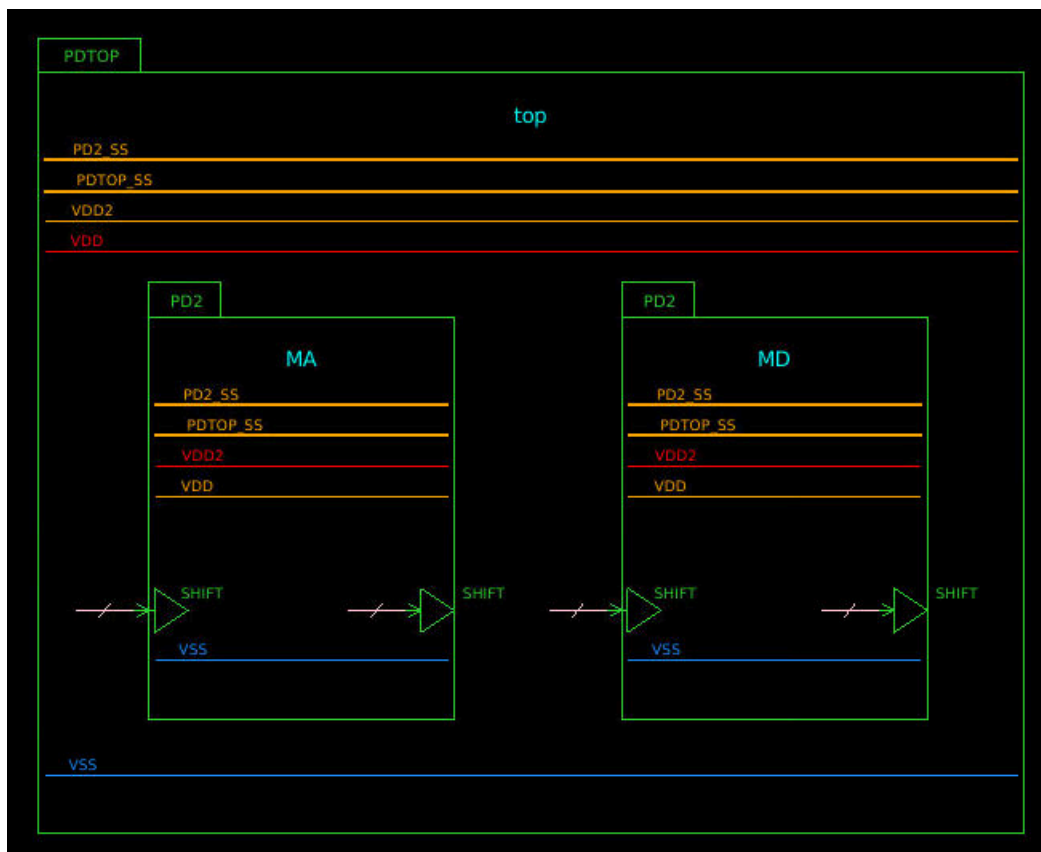 PDTOP
top
PD2_SS
PDTOP_SS
VDD2
VDD
PD2
MA
PD2_SS
PDTOP_SS
VDD2
VDD
SHIFT
SHIFT
VSS
PD2
MD
PD2_SS
PDTOP_SS
VDD2
VDD
SHIFT
SHIFT
VSS
VSS